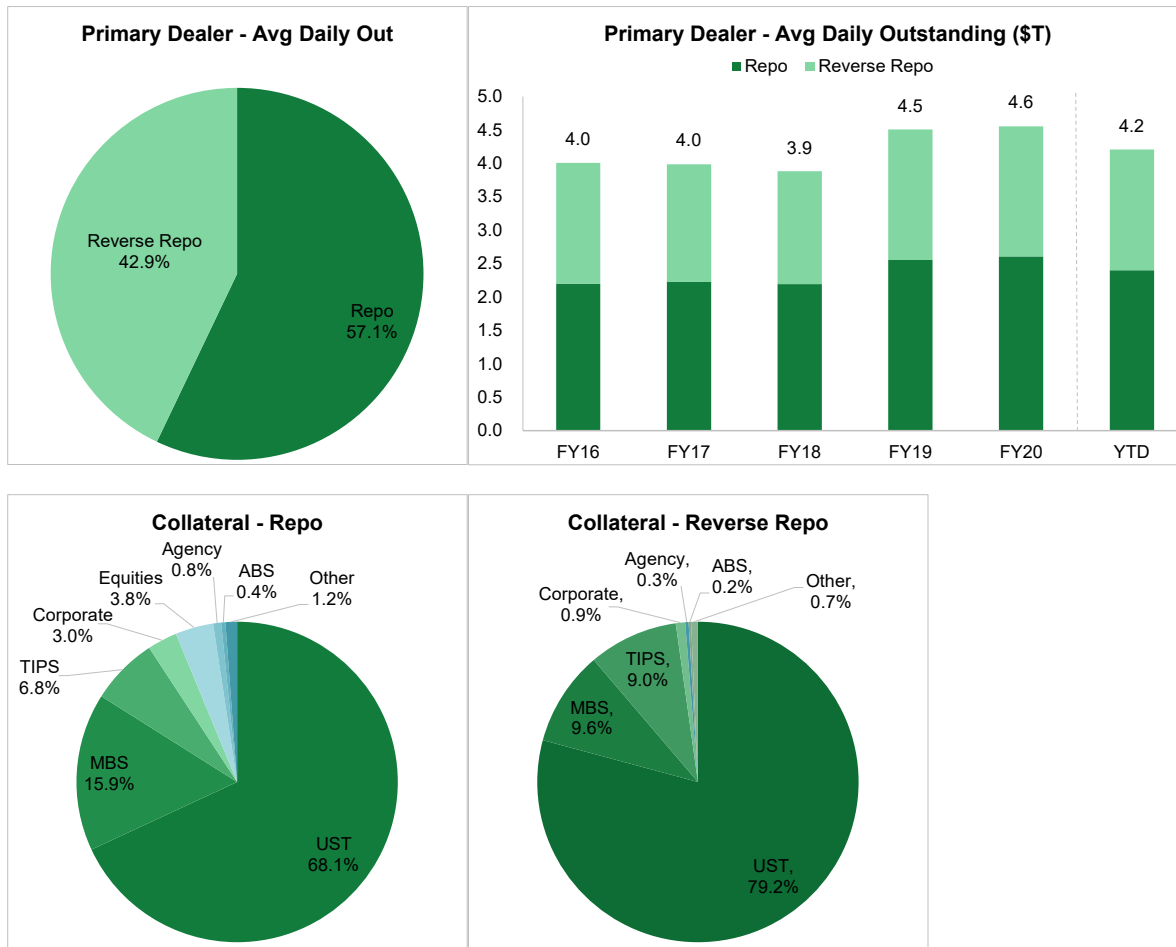 Primary Dealer - Avg Daily Out
Reverse Repo
42.9%
Repo
57.1%
Primary Dealer - Avg Daily Outstanding ($T)
Repo Reverse Repo
5.0
4.5
4.0
3.5
3.0
2.5
2.0
1.5
1.0
0.5
0.0
4.0 4.0 3.9 4.5 4.6 4.2
FY16 FY17 FY18 FY19 FY20 YTD
Collateral - Repo
Agency
0.8%
ABS
0.4%
Other
1.2%
Equities
3.8%
Corporate
3.0%
TIPS
6.8%
MBS
15.9%
UST
68.1%
Collateral - Reverse Repo
Agency,
0.3%
ABS,
0.2%
Other,
0.7%
Corporate,
0.9%
TIPS,
9.0%
MBS,
9.6%
UST,
79.2%